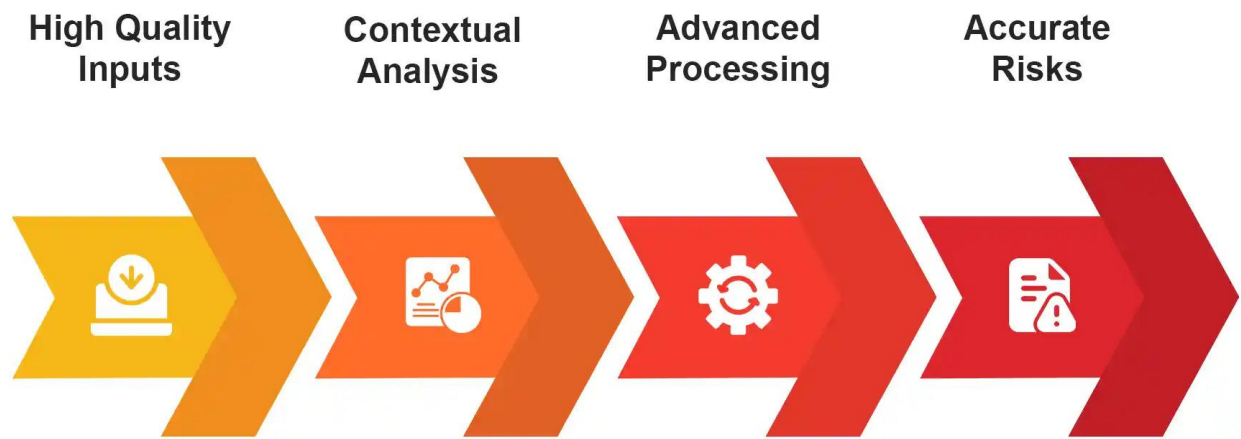 High Quality
Inputs
Contextual
Analysis
Advanced
Processing
Accurate
Risks